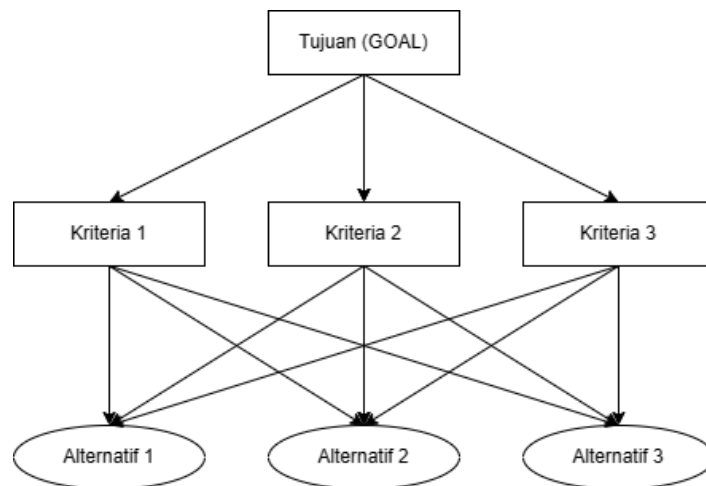 Tujuan (GOAL)
Kriteria 1
Kriteria 2
Kriteria 3
Alternatif 1
Alternatif 2
Alternatif 3